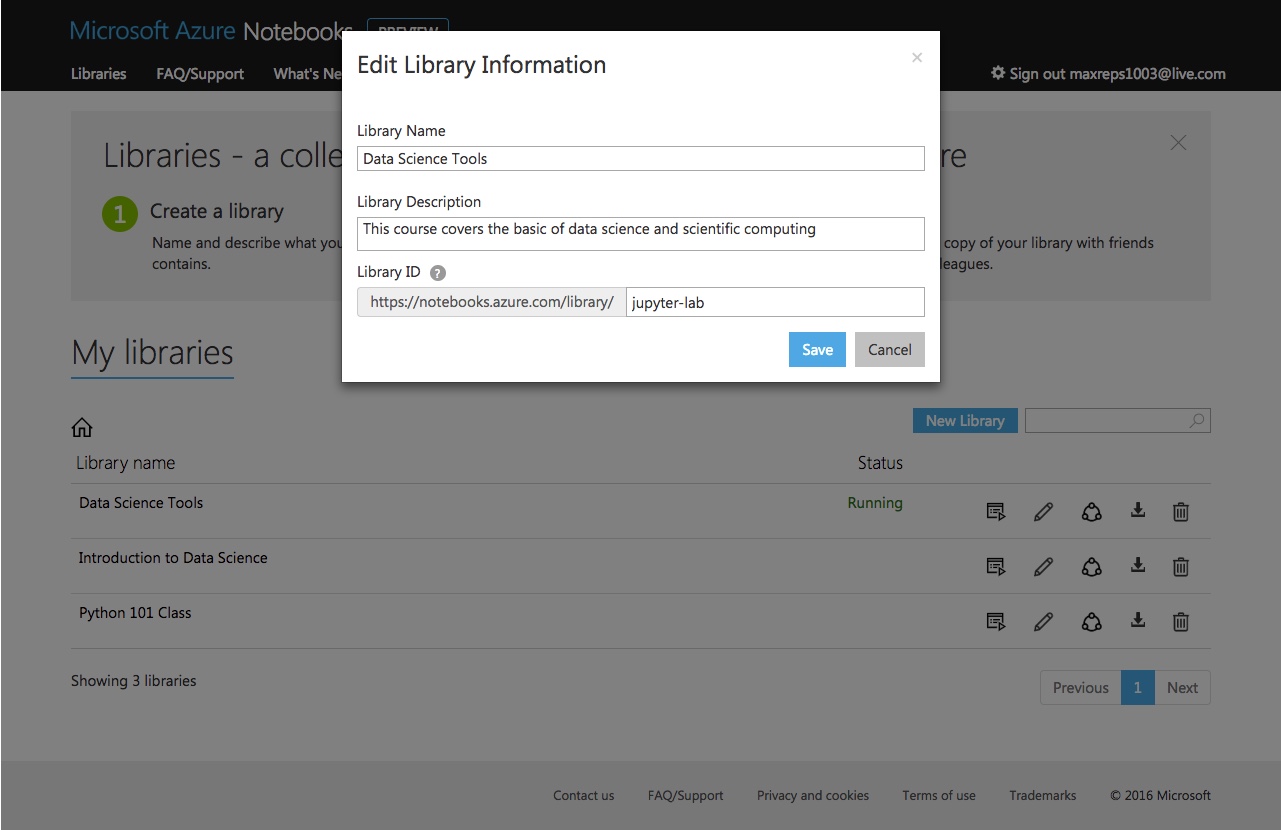 Microsoft Azure Notebooks PREVIEW
Libraries FAQ/Support What's Ne
Sign out maxreps1003@live.com
Edit Library Information
Library Name
Data Science Tools
Library Description
This course covers the basic of data science and scientific computing
Library ID ?
https://notebooks.azure.com/library/ jupyter-lab
Save Cancel
Libraries - a colle
re
1 Create a library
Name and describe what you
contains.
copy of your library with friends
leagues.
My libraries
New Library
Library name Status
Data Science Tools Running
Introduction to Data Science
Python 101 Class
Showing 3 libraries
Previous 1 Next
Contact us FAQ/Support Privacy and cookies Terms of use Trademarks © 2016 Microsoft